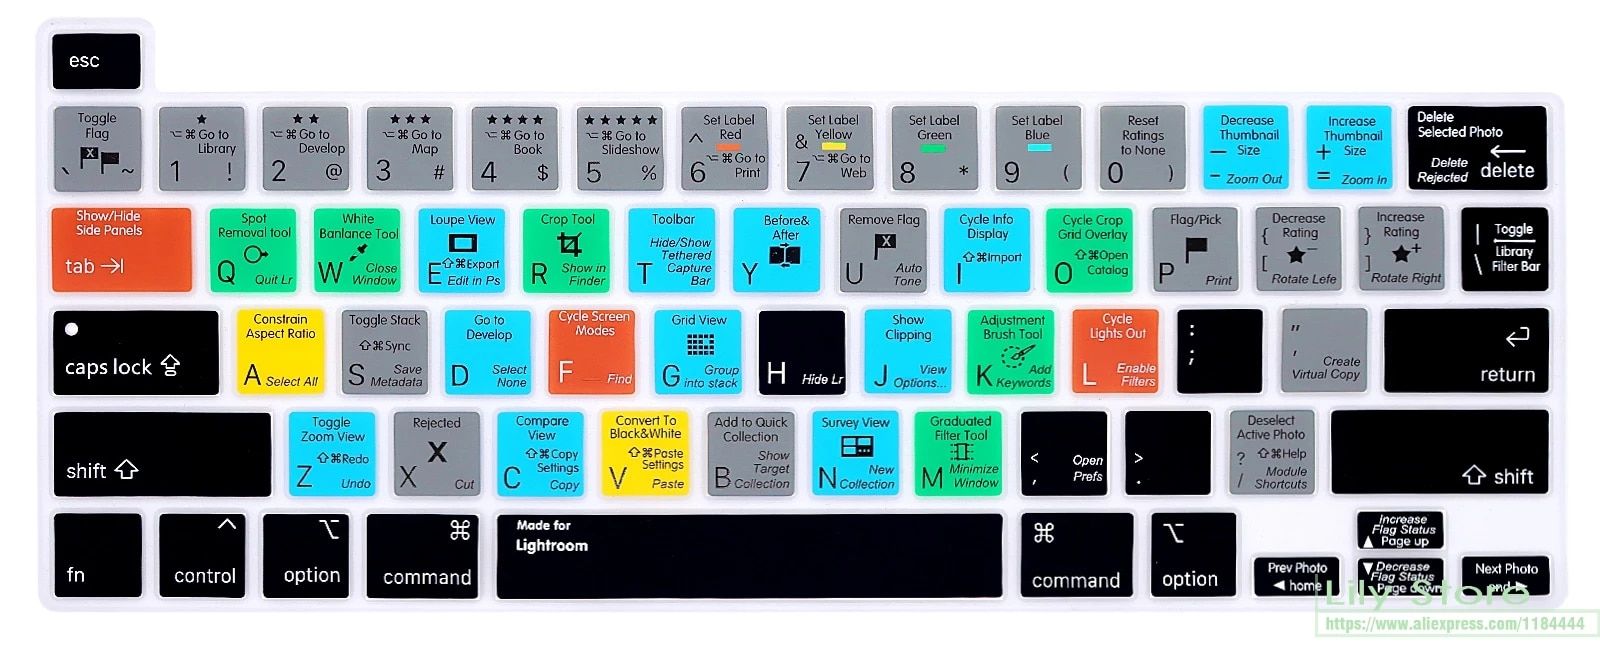 esc
Toggle
Flag
` ~
★
⌥⌘ Go to
Library
1 !
★★
⌥⌘ Go to
Develop
2 @
★★★
⌥⌘ Go to
Map
3 #
★★★★
⌥⌘ Go to
Book
4 $
★★★★★
⌥⌘ Go to
Slideshow
5 %
Set Label
Red
^
⌥⌘ Go to
6 Print
Set Label
Yellow
&
⌥⌘ Go to
7 Web
Set Label
Green
8 *
Set Label
Blue
9 (
Reset
Ratings
to None
0 )
Decrease
Thumbnail
— Size
- Zoom Out
Increase
Thumbnail
+ Size
= Zoom In
Delete
Selected Photo
←
Delete
Rejected delete
Show/Hide
Side Panels
tab →|
Spot
Removal tool
Q Quit Lr
White
Banlance Tool
W Close
Window
Loupe View
⇧⌘Export
E Edit in Ps
Crop Tool
R Show in
Finder
Toolbar
Hide/Show
Tethered
T Capture
Bar
Before&
After
Y
Remove Flag
U Auto
Tone
Cycle Info
Display
⇧⌘Import
I
Cycle Crop
Grid Overlay
⇧⌘Open
O Catalog
Flag/Pick
P Print
Decrease
{ Rating
★−
[ Rotate Lefe
Increase
} Rating
★+
] Rotate Right
| Toggle
Library
\ Filter Bar
caps lock ⇪
Constrain
Aspect Ratio
A Select All
Toggle Stack
⇧⌘Sync
S Save
Metadata
Go to
Develop
D Select
None
Cycle Screen
Modes
F Find
Grid View
G Group
into stack
H Hide Lr
Show
Clipping
J View
Options...
Adjustment
Brush Tool
K Add
Keywords
Cycle
Lights Out
L Enable
Filters
:
;
"
' Create
Virtual Copy
↵
return
shift ⇧
Toggle
Zoom View
⇧⌘Redo
Z Undo
Rejected
X
X Cut
Compare
View
⇧⌘Copy
Settings
C Copy
Convert To
Black&White
⇧⌘Paste
Settings
V Paste
Add to Quick
Collection
Show
Target
B Collection
Survey View
N New
Collection
Graduated
Filter Tool
M Minimize
Window
< Open
, Prefs
>
.
Deselect
Active Photo
? ⇧⌘Help
/ Module
Shortcuts
⇧ shift
fn
^
control
⌥
option
⌘
command
Made for
Lightroom
⌘
command
⌥
option
Prev Photo
◀ home
Increase
Flag Status
▲ Page up
▼ Decrease
Flag Status
Page down
Next Photo
end ▶
Lily Store
https://www.aliexpress.com/1184444